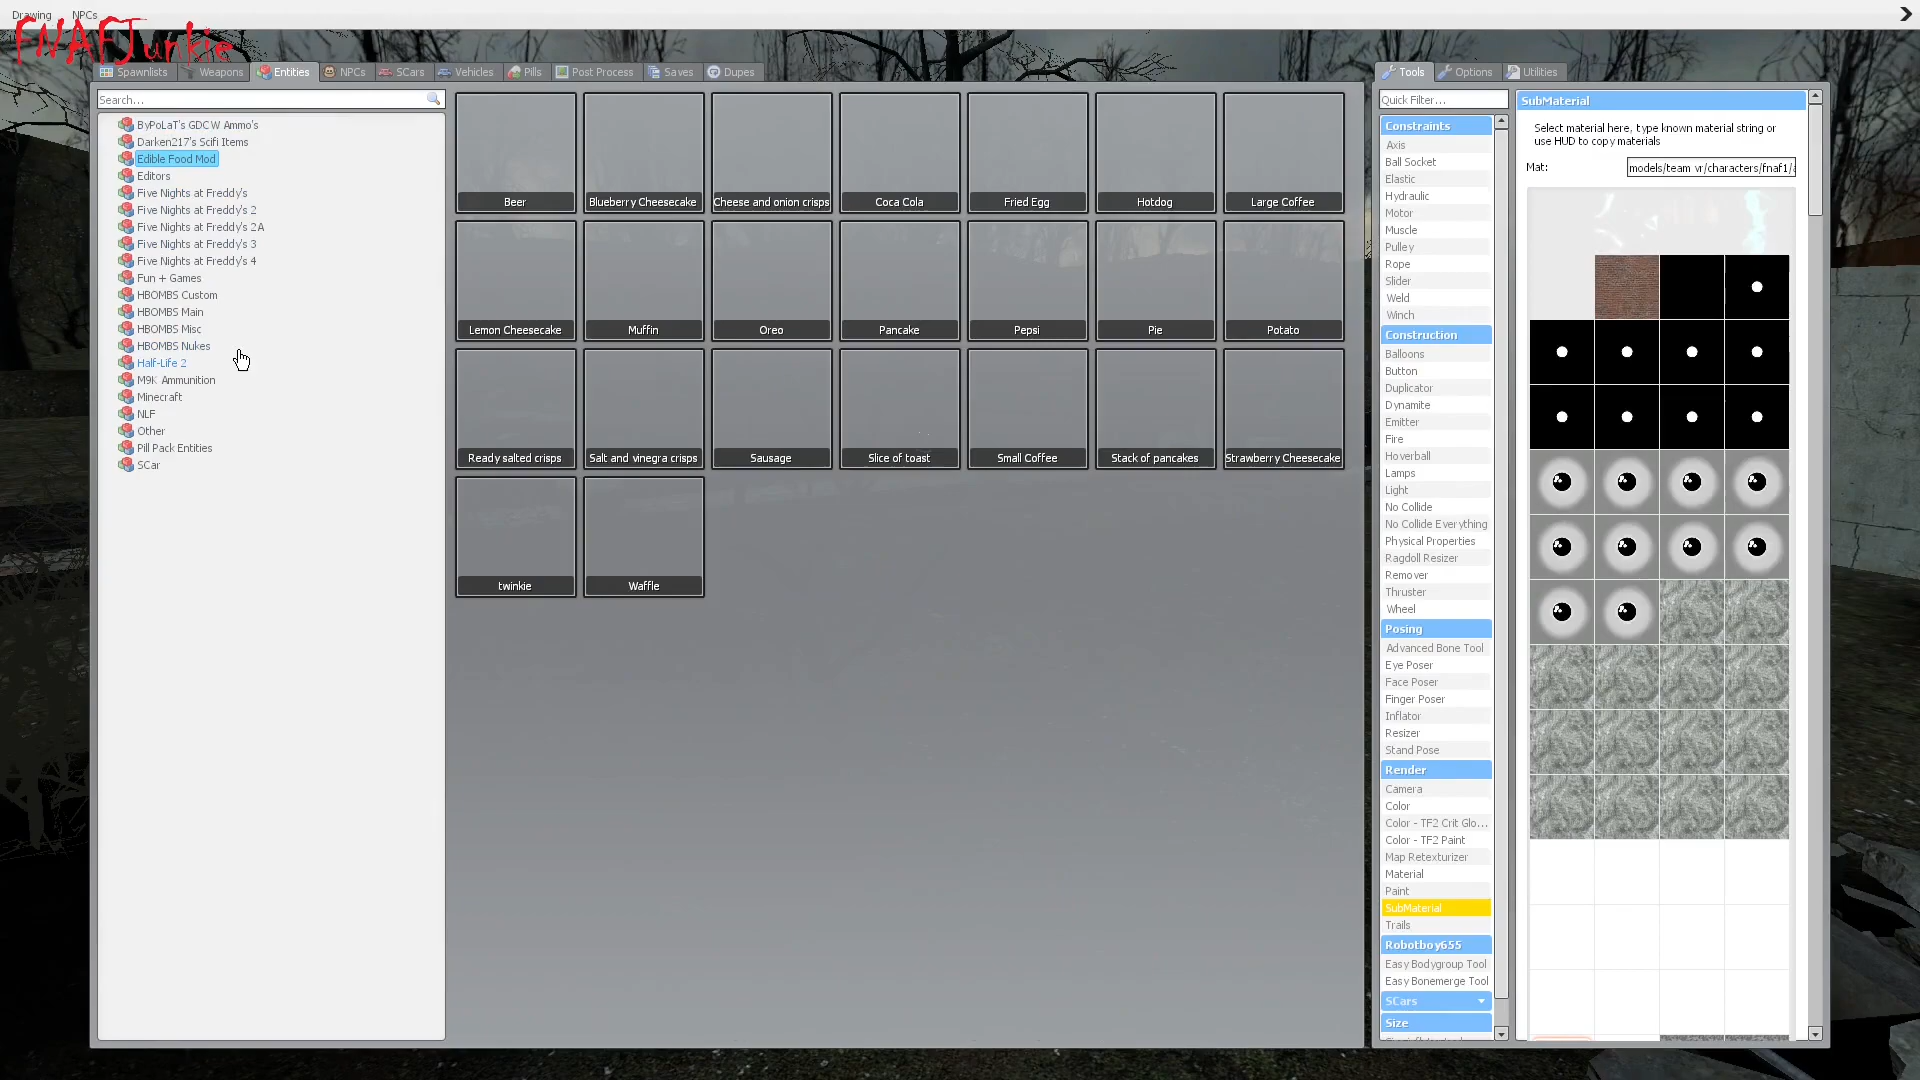 Drawing NPCs
FNAFJunkie
Spawnlists Weapons Entities NPCs SCars Vehicles Pills Post Process Saves Dupes
Search...
ByPoLaT's GDCW Ammo's
Darken217's Scifi Items
Edible Food Mod
Editors
Five Nights at Freddy's
Five Nights at Freddy's 2
Five Nights at Freddy's 2A
Five Nights at Freddy's 3
Five Nights at Freddy's 4
Fun + Games
HBOMBS Custom
HBOMBS Main
HBOMBS Misc
HBOMBS Nukes
Half-Life 2
M9K Ammunition
Minecraft
NLF
Other
Pill Pack Entities
SCar
Beer Blueberry Cheesecake Cheese and onion crisps Coca Cola Fried Egg Hotdog Large Coffee
Lemon Cheesecake Muffin Oreo Pancake Pepsi Pie Potato
Ready salted crisps Salt and vinegra crisps Sausage Slice of toast Small Coffee Stack of pancakes Strawberry Cheesecake
twinkie Waffle
Tools Options Utilities
Quick Filter...
Constraints
Axis
Ball Socket
Elastic
Hydraulic
Motor
Muscle
Pulley
Rope
Slider
Weld
Winch
Construction
Balloons
Button
Duplicator
Dynamite
Emitter
Fire
Hoverball
Lamps
Light
No Collide
No Collide Everything
Physical Properties
Ragdoll Resizer
Remover
Thruster
Wheel
Posing
Advanced Bone Tool
Eye Poser
Face Poser
Finger Poser
Inflator
Resizer
Stand Pose
Render
Camera
Color
Color - TF2 Crit Glo...
Color - TF2 Paint
Map Retexturizer
Material
Paint
SubMaterial
Trails
Robotboy655
Easy Bodygroup Tool
Easy Bonemerge Tool
SCars
Size
SubMaterial
Select material here, type known material string or
use HUD to copy materials
Mat: models/team_vr/characters/fnaf1/